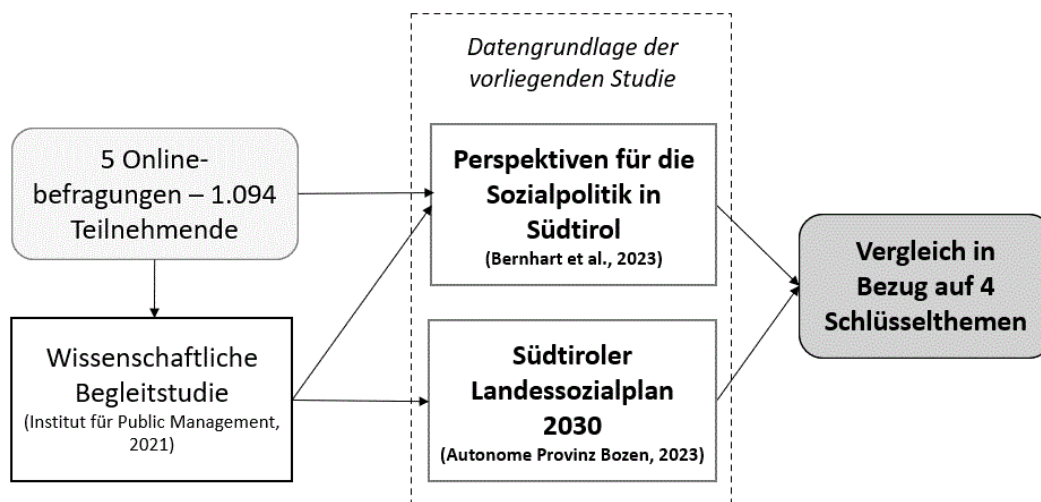 Datengrundlage der
vorliegenden Studie
5 Online-
befragungen – 1.094
Teilnehmende
Wissenschaftliche
Begleitstudie
(Institut für Public Management,
2021)
Perspektiven für die
Sozialpolitik in
Südtirol
(Bernhart et al., 2023)
Südtiroler
Landessozialplan
2030
(Autonome Provinz Bozen, 2023)
Vergleich in
Bezug auf 4
Schlüsselthemen